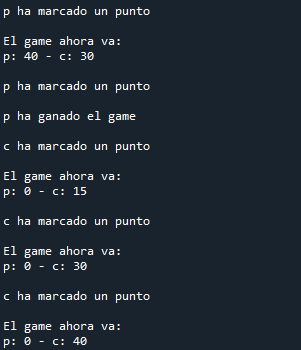 p ha marcado un punto
El game ahora va:
p: 40 - c: 30
p ha marcado un punto
p ha ganado el game
c ha marcado un punto
El game ahora va:
p: 0 - c: 15
c ha marcado un punto
El game ahora va:
p: 0 - c: 30
c ha marcado un punto
El game ahora va:
p: 0 - c: 40